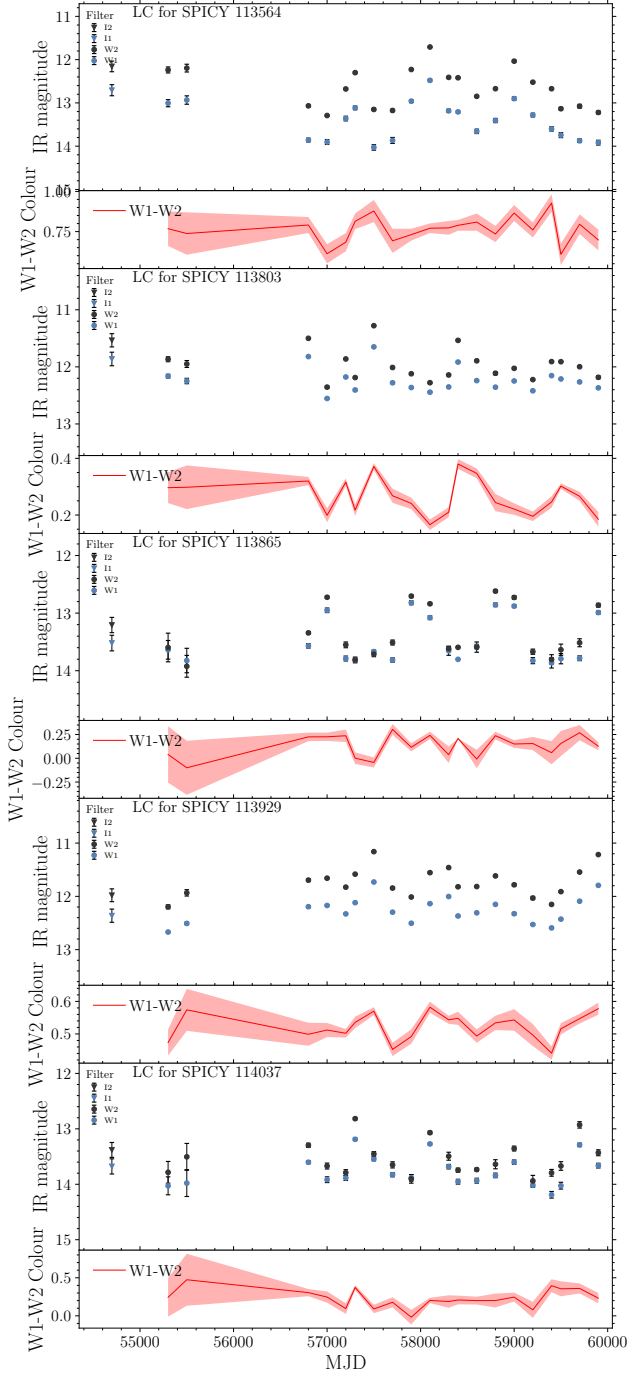 Filter
LC for SPICY 113564
I2
I1
W2
W1
11
12
13
14
15
IR magnitude
1.00
0.75
W1-W2 Colour
W1-W2
Filter
LC for SPICY 113803
I2
I1
W2
W1
11
12
13
IR magnitude
0.4
0.2
W1-W2 Colour
W1-W2
Filter
LC for SPICY 113865
I2
I1
W2
W1
12
13
14
IR magnitude
0.25
0.00
−0.25
W1-W2 Colour
W1-W2
Filter
LC for SPICY 113929
I2
I1
W2
W1
11
12
13
IR magnitude
0.6
0.5
W1-W2 Colour
W1-W2
Filter
LC for SPICY 114037
I2
I1
W2
W1
12
13
14
15
IR magnitude
0.5
0.0
W1-W2 Colour
W1-W2
55000 56000 57000 58000 59000 60000
MJD